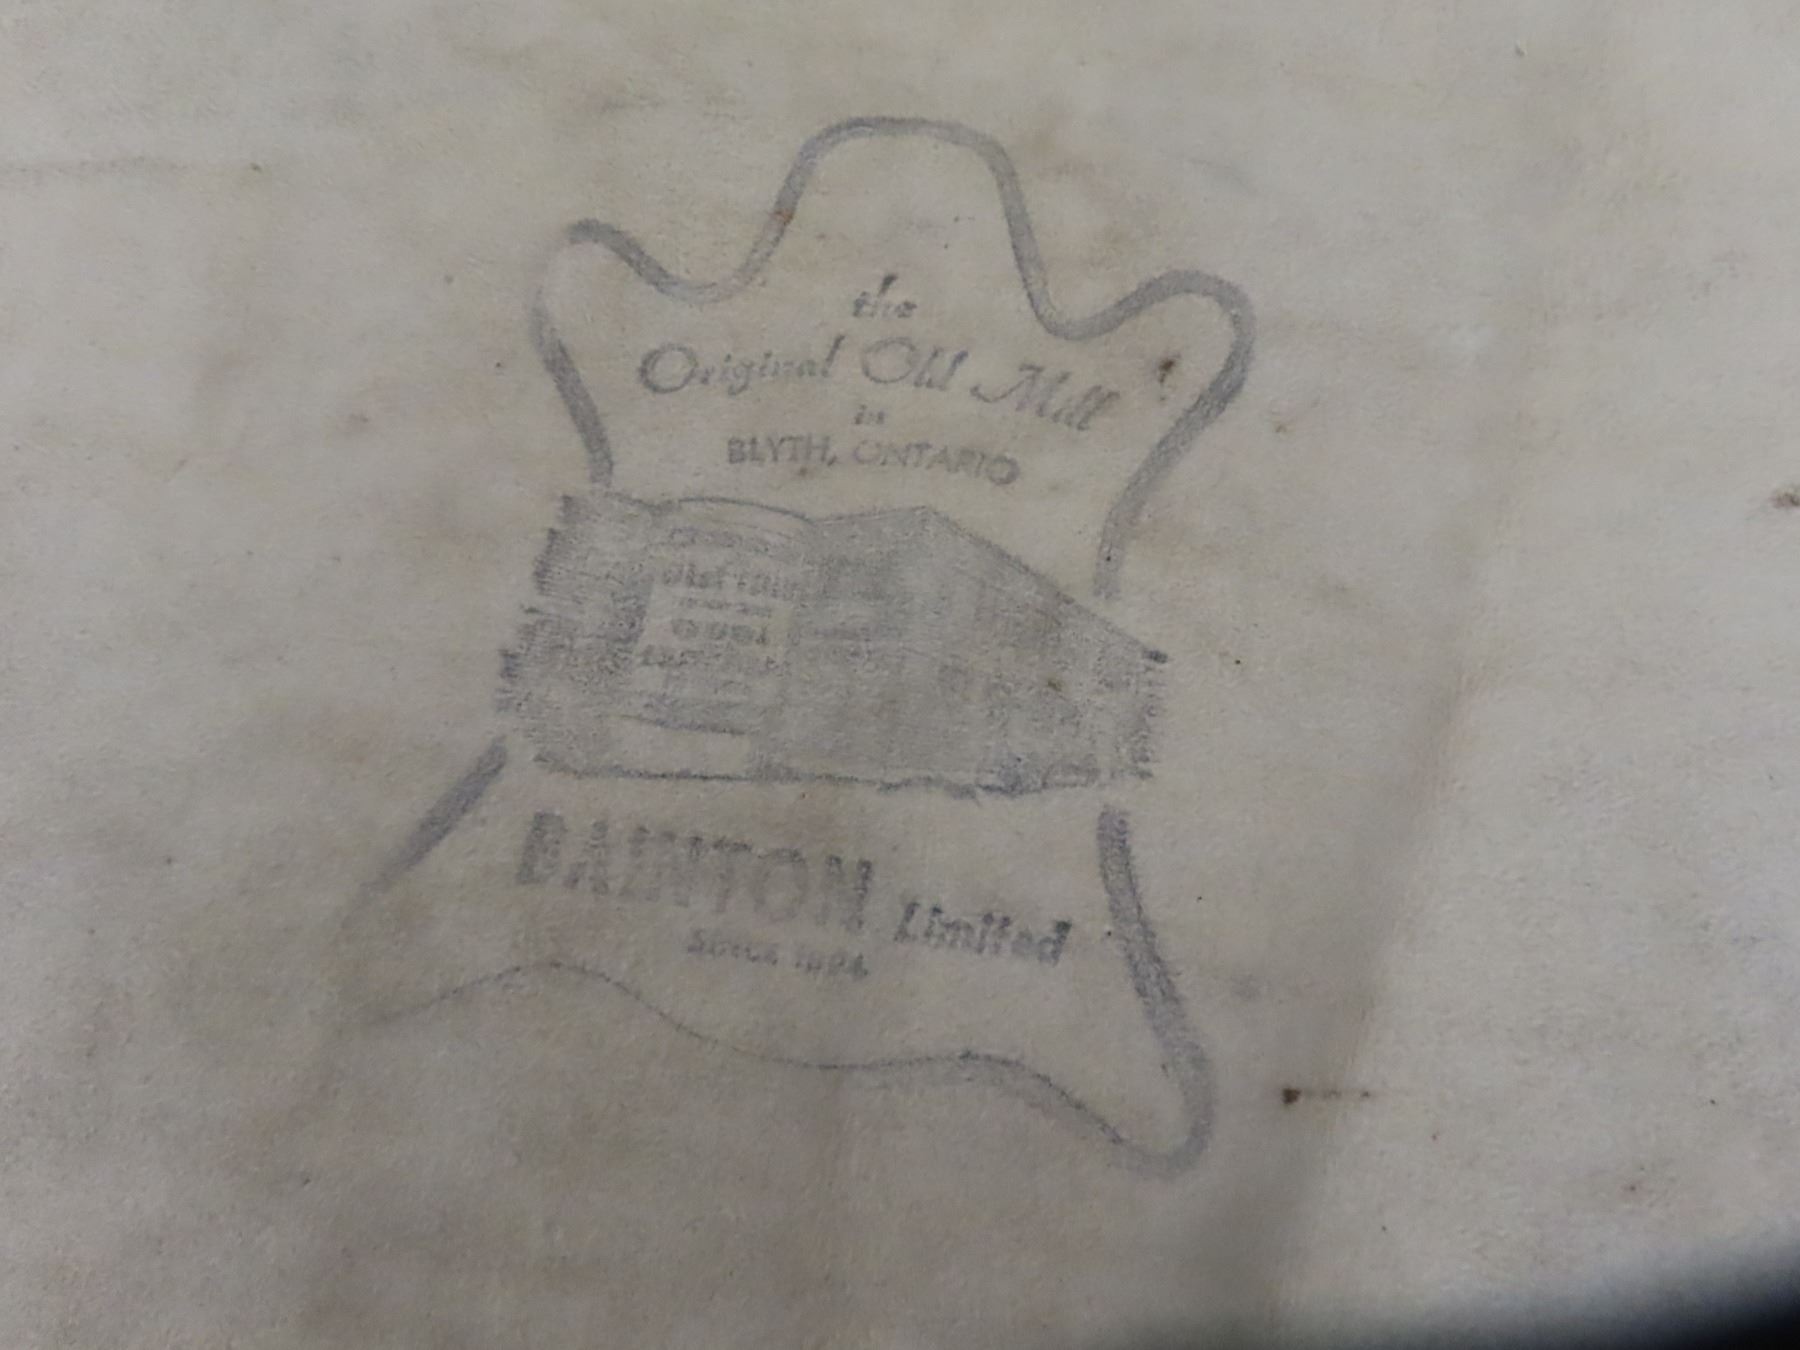 the
Original Old Mill
in
BLYTH, ONTARIO
BAINTON Limited
SINCE 1894